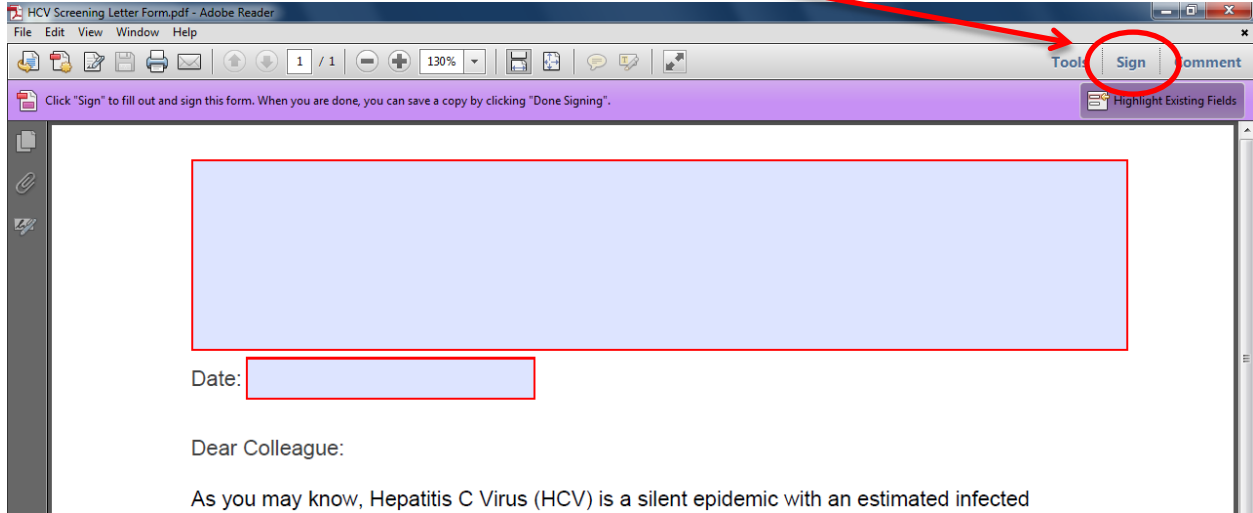 HCV Screening Letter Form.pdf - Adobe Reader
File Edit View Window Help
1 / 1 130% Tools Sign Comment
Click "Sign" to fill out and sign this form. When you are done, you can save a copy by clicking "Done Signing". Highlight Existing Fields
Date:
Dear Colleague:
As you may know, Hepatitis C Virus (HCV) is a silent epidemic with an estimated infected